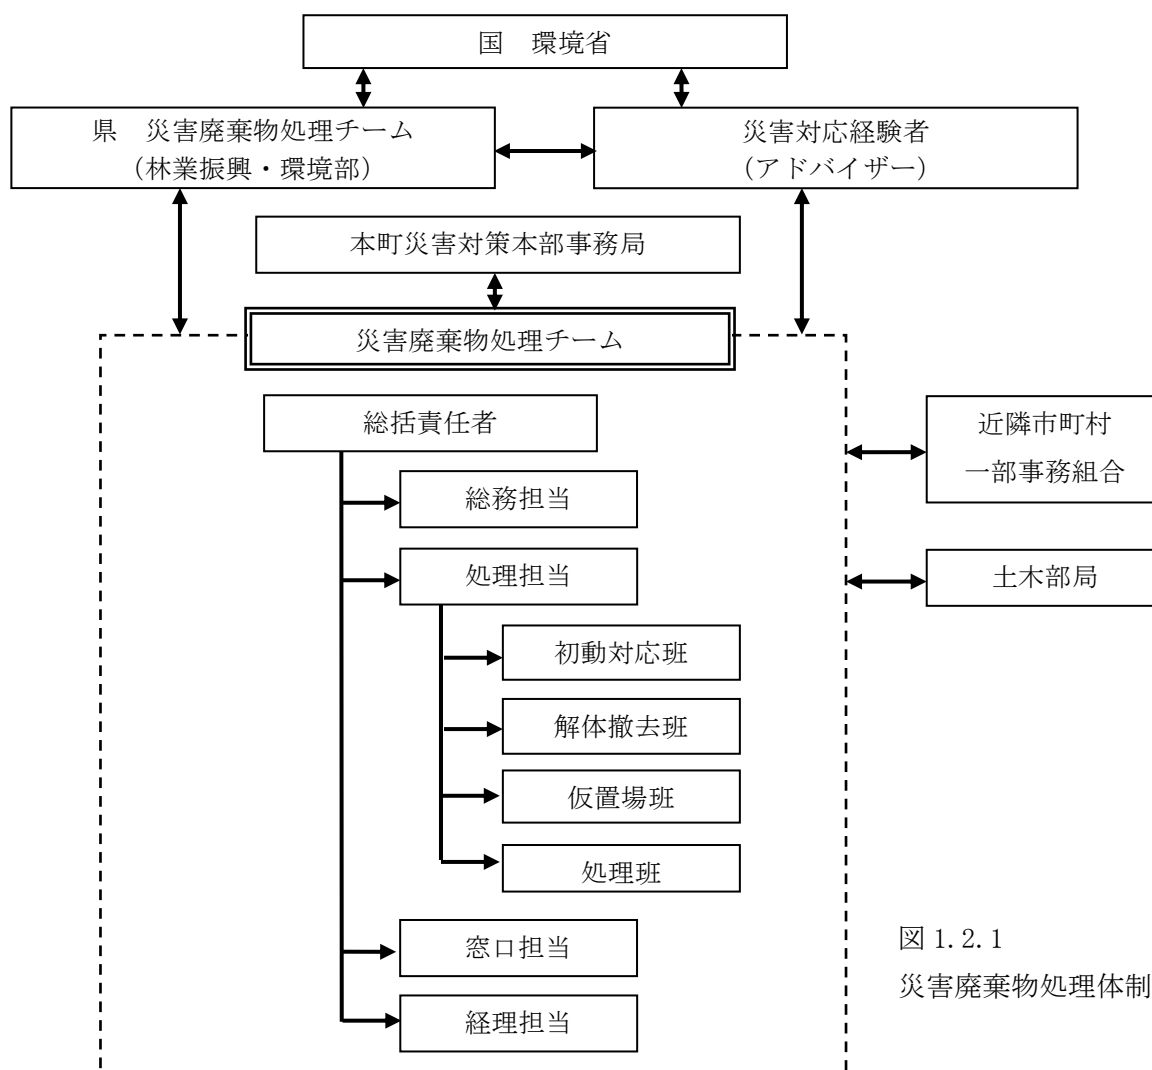 国　環境省
県　災害廃棄物処理チーム
（林業振興・環境部）
災害対応経験者
（アドバイザー）
本町災害対策本部事務局
災害廃棄物処理チーム
総括責任者
近隣市町村
一部事務組合
総務担当
処理担当
土木部局
初動対応班
解体撤去班
仮置場班
処理班
窓口担当
経理担当
図 1.2.1
災害廃棄物処理体制